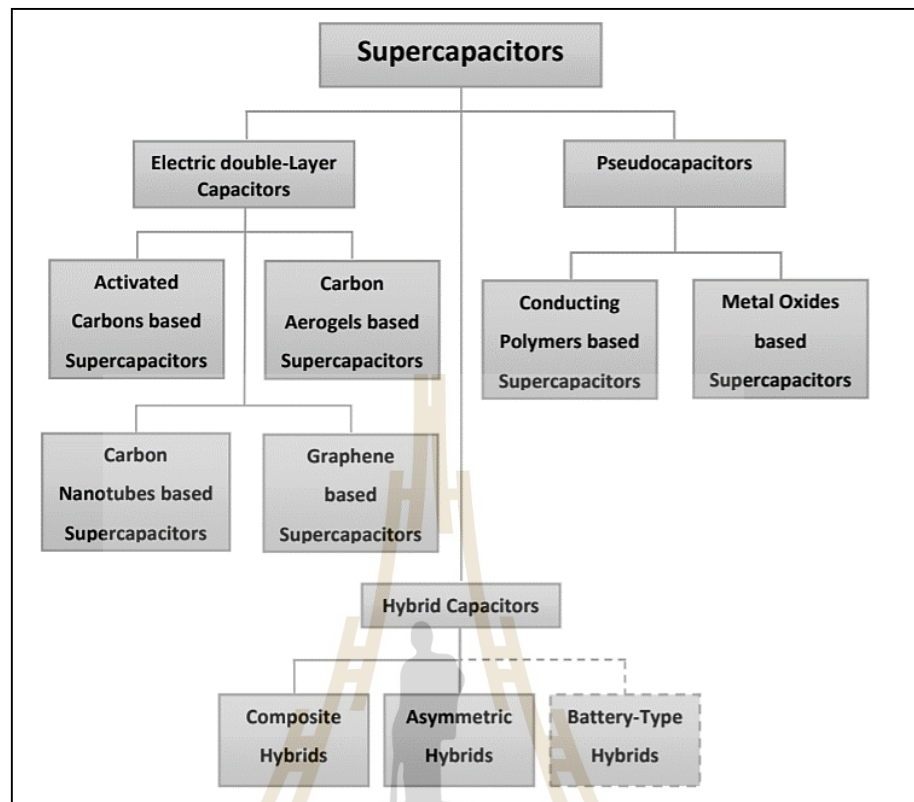 Supercapacitors
Electric double-Layer
Capacitors
Pseudocapacitors
Activated
Carbons based
Supercapacitors
Carbon
Aerogels based
Supercapacitors
Conducting
Polymers based
Supercapacitors
Metal Oxides
based
Supercapacitors
Carbon
Nanotubes based
Supercapacitors
Graphene
based
Supercapacitors
Hybrid Capacitors
Composite
Hybrids
Asymmetric
Hybrids
Battery-Type
Hybrids